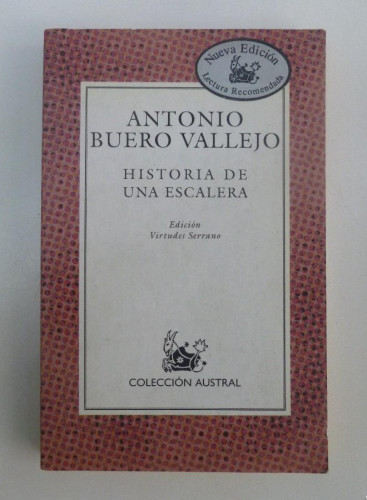 Nueva Edición
Lectura Recomendada
ANTONIO
BUERO VALLEJO
HISTORIA DE
UNA ESCALERA
Edición
Virtudes Serrano
COLECCIÓN AUSTRAL